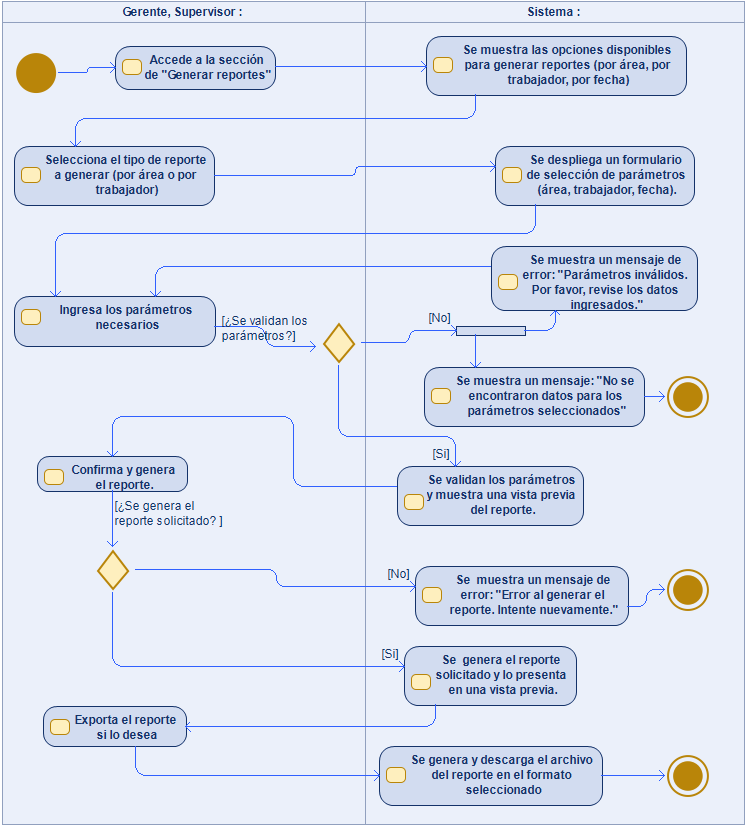 Gerente, Supervisor :
Sistema :
Accede a la sección
de "Generar reportes"
Se muestra las opciones disponibles
para generar reportes (por área, por
trabajador, por fecha)
Selecciona el tipo de reporte
a generar (por área o por
trabajador)
Se despliega un formulario
de selección de parámetros
(área, trabajador, fecha).
Se muestra un mensaje de
error: "Parámetros inválidos.
Por favor, revise los datos
ingresados."
Ingresa los parámetros
necesarios
[¿Se validan los
parámetros?]
[No]
Se muestra un mensaje: "No se
encontraron datos para los
parámetros seleccionados"
[Si]
Confirma y genera
el reporte.
Se validan los parámetros
y muestra una vista previa
del reporte.
[¿Se genera el
reporte solicitado? ]
[No]
Se muestra un mensaje de
error: "Error al generar el
reporte. Intente nuevamente."
[Si]
Se genera el reporte
solicitado y lo presenta
en una vista previa.
Exporta el reporte
si lo desea
Se genera y descarga el archivo
del reporte en el formato
seleccionado